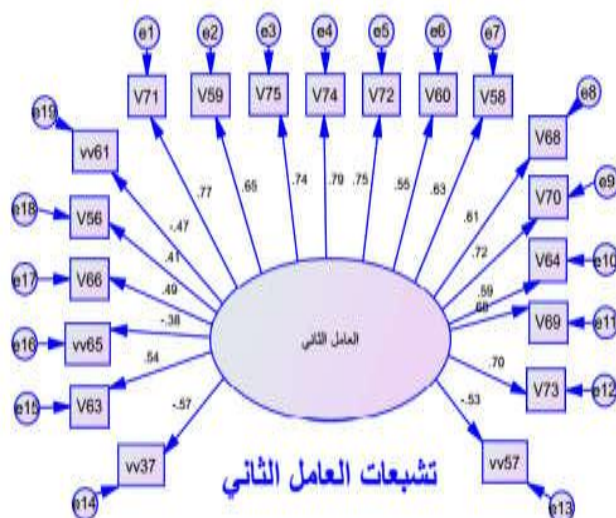 e1 e2 e3 e4 e5 e6 e7
V71 V59 V75 V74 V72 V60 V58
e8
V68
e19
vv61
e9
V70
e18
V56
e10
V64
e17
V66
e11
V69
e16
vv65
e12
V73
e15
V63
vv37
vv57
e14
e13
.77 .65 .74 .79 .75 .55 .63
.61
-.47
.72
.41
.59
.49
.68
-.38
.54
.70
-.57
-.53
العامل الثاني
تشبعات العامل الثاني